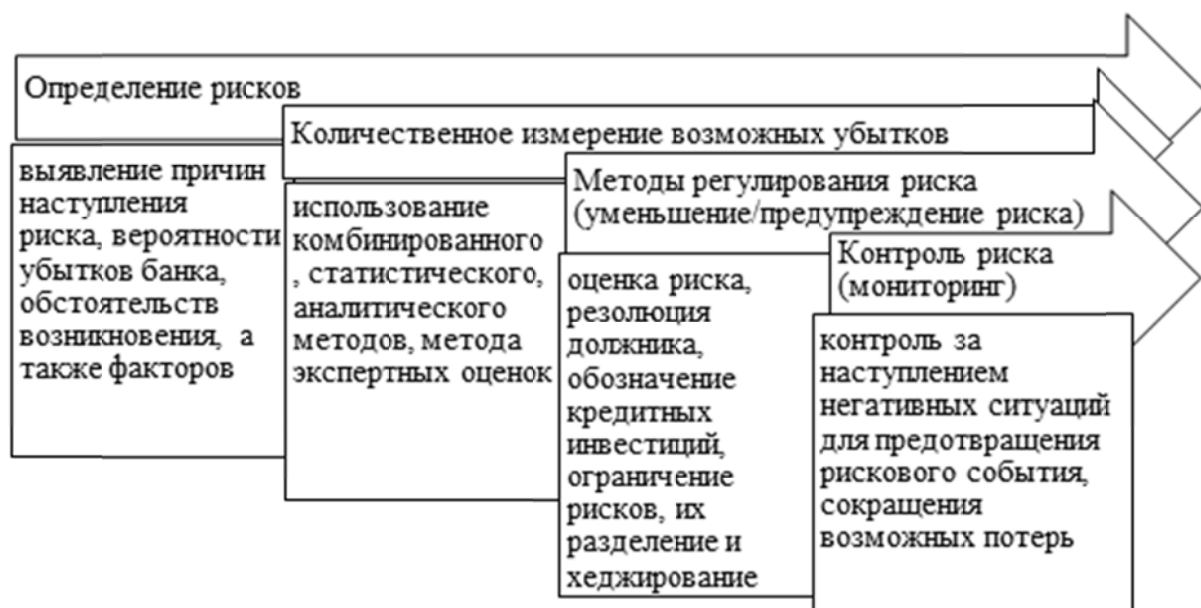 Определение рисков
выявление причин
наступления
риска, вероятности
убытков банка,
обстоятельств
возникновения, а
также факторов
Количественное измерение возможных убытков
использование
комбинированного
, статистического,
аналитического
методов, метода
экспертных оценок
Методы регулирования риска
(уменьшение/предупреждение риска)
оценка риска,
резолюция
должника,
обозначение
кредитных
инвестиций,
ограничение
рисков, их
разделение и
хеджирование
Контроль риска
(мониторинг)
контроль за
наступлением
негативных ситуаций
для предотвращения
рискового события,
сокращения
возможных потерь